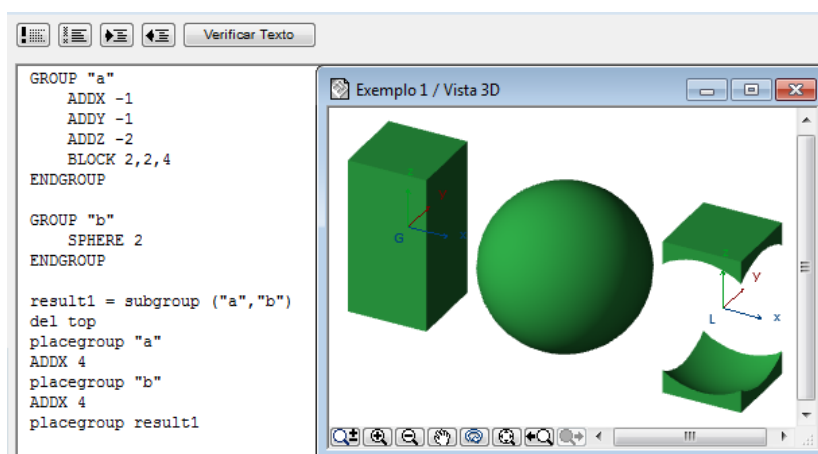 Verificar Texto
GROUP "a"
ADDX -1
ADDY -1
ADDZ -2
BLOCK 2,2,4
ENDGROUP
GROUP "b"
SPHERE 2
ENDGROUP
result1 = subgroup ("a","b")
del top
placegroup "a"
ADDX 4
placegroup "b"
ADDX 4
placegroup result1
Exemplo 1 / Vista 3D
z
y
G
x
z
y
L
x